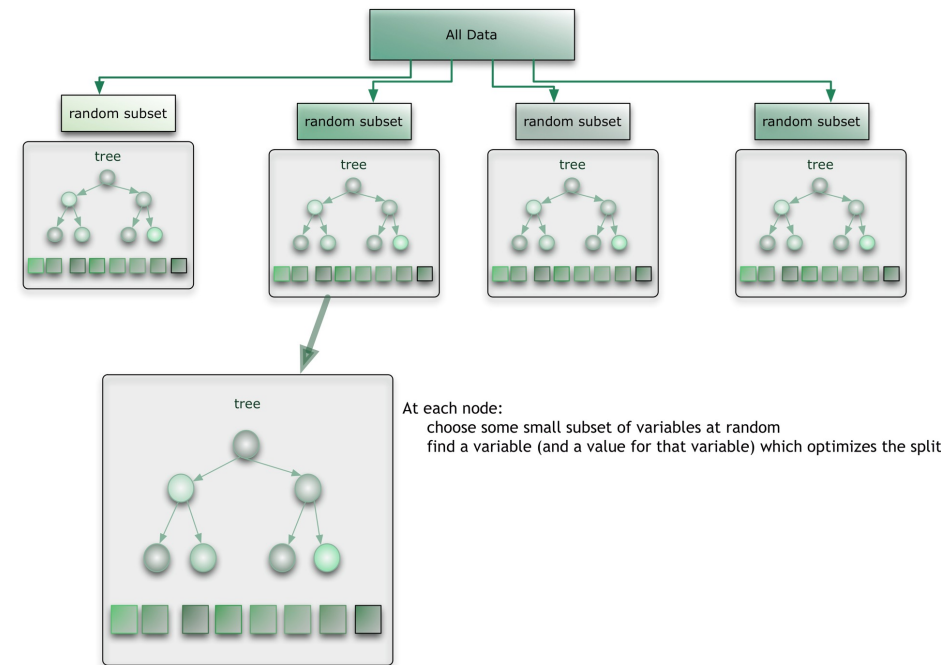 All Data
random subset
random subset
random subset
random subset
tree
tree
tree
tree
tree
At each node:
choose some small subset of variables at random
find a variable (and a value for that variable) which optimizes the split